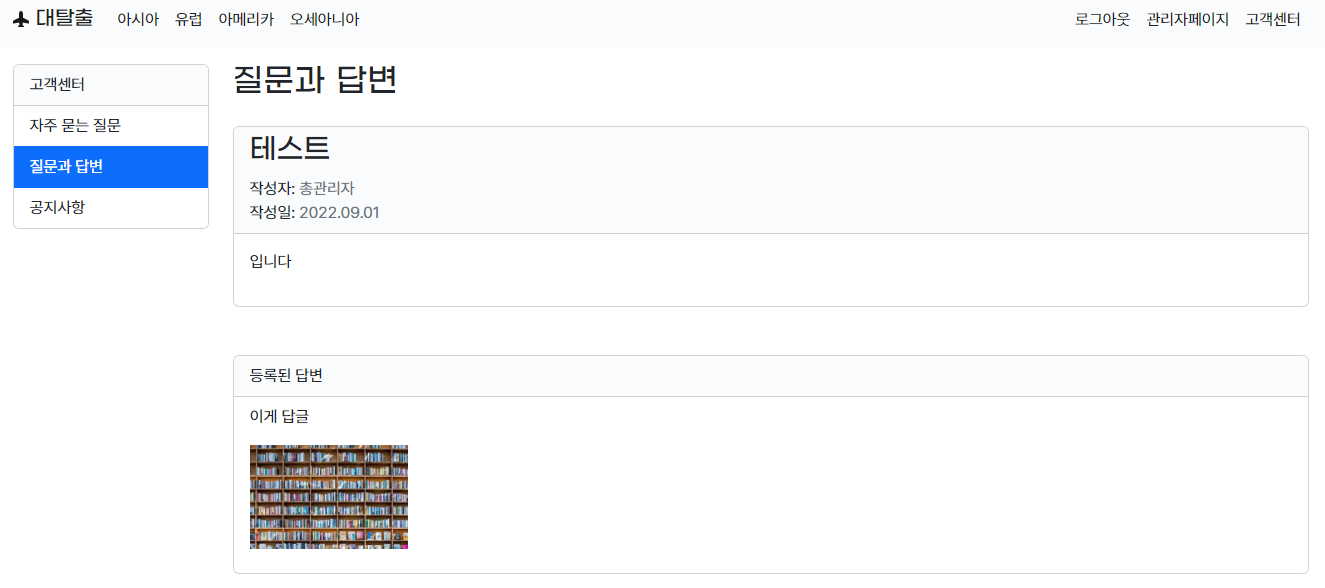 대탈출 아시아 유럽 아메리카 오세아니아 로그아웃 관리자페이지 고객센터
고객센터
자주 묻는 질문
질문과 답변
공지사항
질문과 답변
테스트
작성자: 총관리자
작성일: 2022.09.01
입니다
등록된 답변
이게 답글